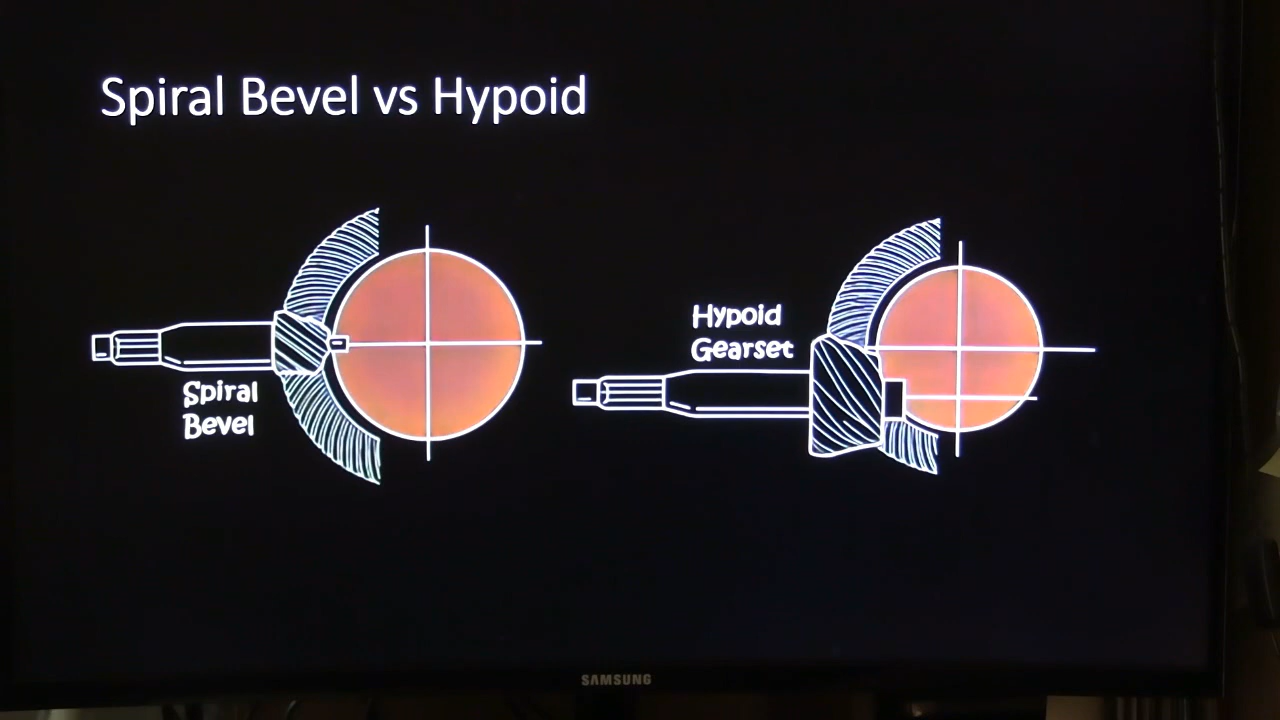 Spiral Bevel vs Hypoid
Spiral
Bevel
Hypoid
Gearset
SAMSUNG